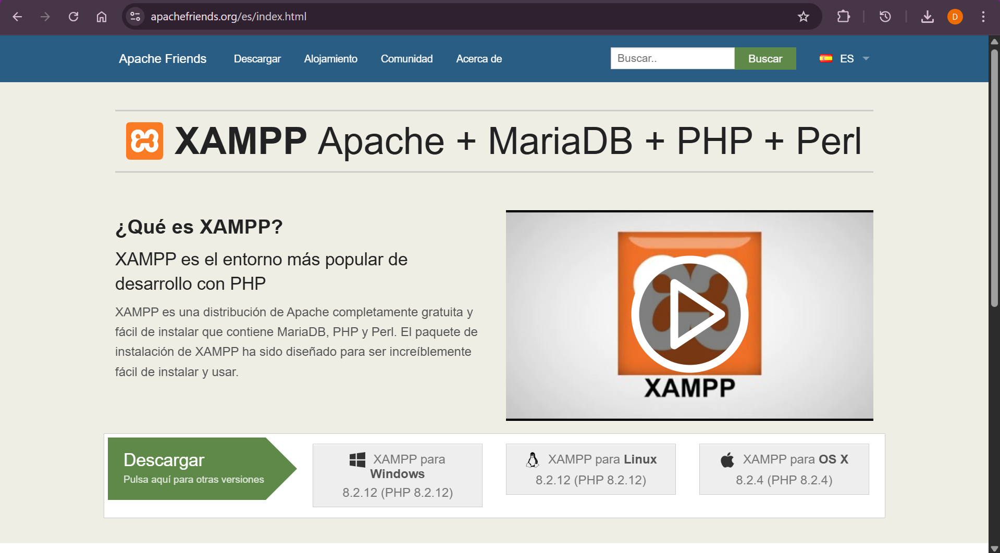 apachefriends.org/es/index.html
D
Apache Friends
Descargar
Alojamiento
Comunidad
Acerca de
Buscar..
Buscar
ES
XAMPP Apache + MariaDB + PHP + Perl
¿Qué es XAMPP?
XAMPP es el entorno más popular de
desarrollo con PHP
XAMPP es una distribución de Apache completamente gratuita y
fácil de instalar que contiene MariaDB, PHP y Perl. El paquete de
instalación de XAMPP ha sido diseñado para ser increíblemente
fácil de instalar y usar.
XAMPP
Descargar
Pulsa aquí para otras versiones
XAMPP para
Windows
8.2.12 (PHP 8.2.12)
XAMPP para Linux
8.2.12 (PHP 8.2.12)
XAMPP para OS X
8.2.4 (PHP 8.2.4)